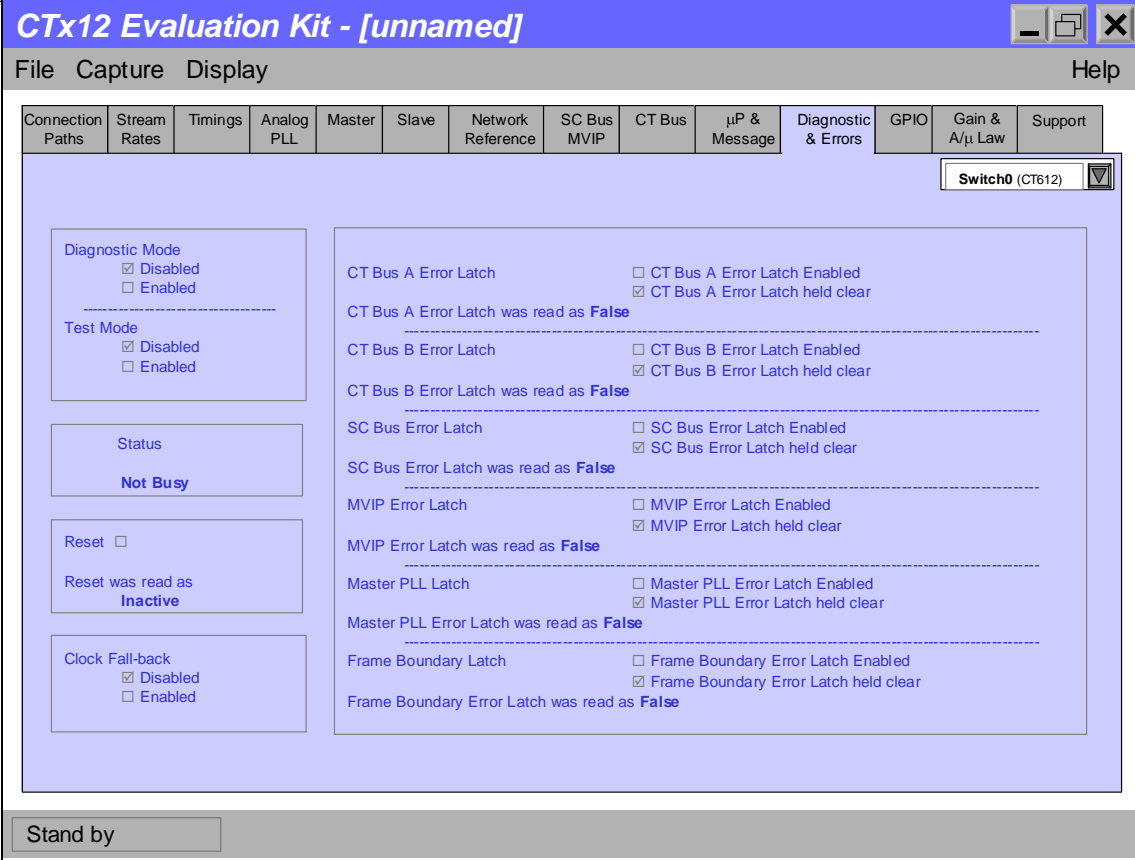 CTx12 Evaluation Kit - [unnamed]
File Capture Display Help
Connection Paths
Stream Rates
Timings
Analog PLL
Master
Slave
Network Reference
SC Bus MVIP
CT Bus
μP & Message
Diagnostic & Errors
GPIO
Gain & A/μ Law
Support
Switch0 (CT612)
Diagnostic Mode
Disabled
Enabled
Test Mode
Disabled
Enabled
Status
Not Busy
Reset
Reset was read as
Inactive
Clock Fall-back
Disabled
Enabled
CT Bus A Error Latch
CT Bus A Error Latch Enabled
CT Bus A Error Latch held clear
CT Bus A Error Latch was read as False
CT Bus B Error Latch
CT Bus B Error Latch Enabled
CT Bus B Error Latch held clear
CT Bus B Error Latch was read as False
SC Bus Error Latch
SC Bus Error Latch Enabled
SC Bus Error Latch held clear
SC Bus Error Latch was read as False
MVIP Error Latch
MVIP Error Latch Enabled
MVIP Error Latch held clear
MVIP Error Latch was read as False
Master PLL Latch
Master PLL Error Latch Enabled
Master PLL Error Latch held clear
Master PLL Error Latch was read as False
Frame Boundary Latch
Frame Boundary Error Latch Enabled
Frame Boundary Error Latch held clear
Frame Boundary Error Latch was read as False
Stand by